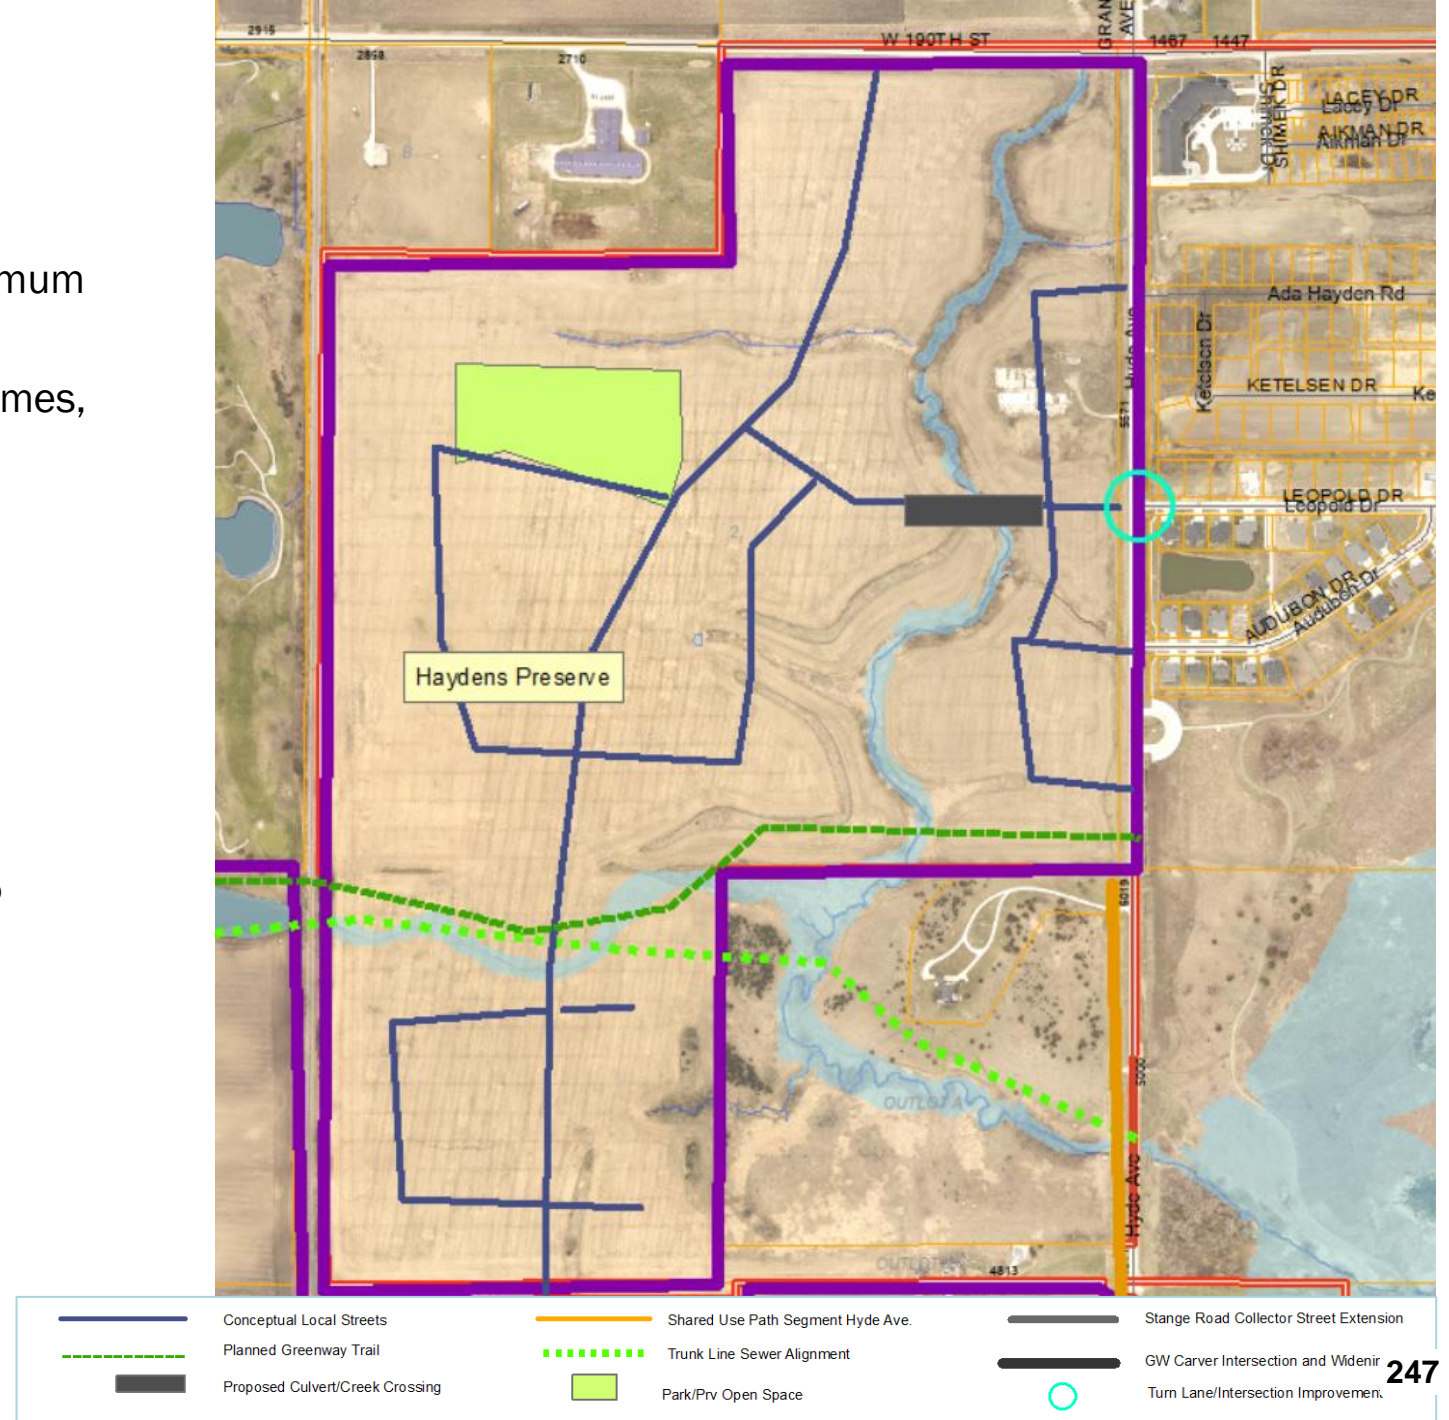 2915
2868
2710
W 190TH ST
GRAN
AVE
1467
1447
SHIMEK DR
Shimek Dr
LACEY DR
Lacey Dr
AIKMAN DR
Aikman Dr
mum
Ada Hayden Rd
Hyde Ave
Ketelsen Dr
KETELSEN DR
Ke
5571
mes,
LEOPOLD DR
Leopold Dr
2
AUDUBON DR
Audubon Dr
Haydens Preserve
5019
5000
OUTLOT A
Hyde Ave
4813
Conceptual Local Streets
Planned Greenway Trail
Proposed Culvert/Creek Crossing
Shared Use Path Segment Hyde Ave.
Trunk Line Sewer Alignment
Park/Prv Open Space
Stange Road Collector Street Extension
GW Carver Intersection and Widenir
Turn Lane/Intersection Improvement
247